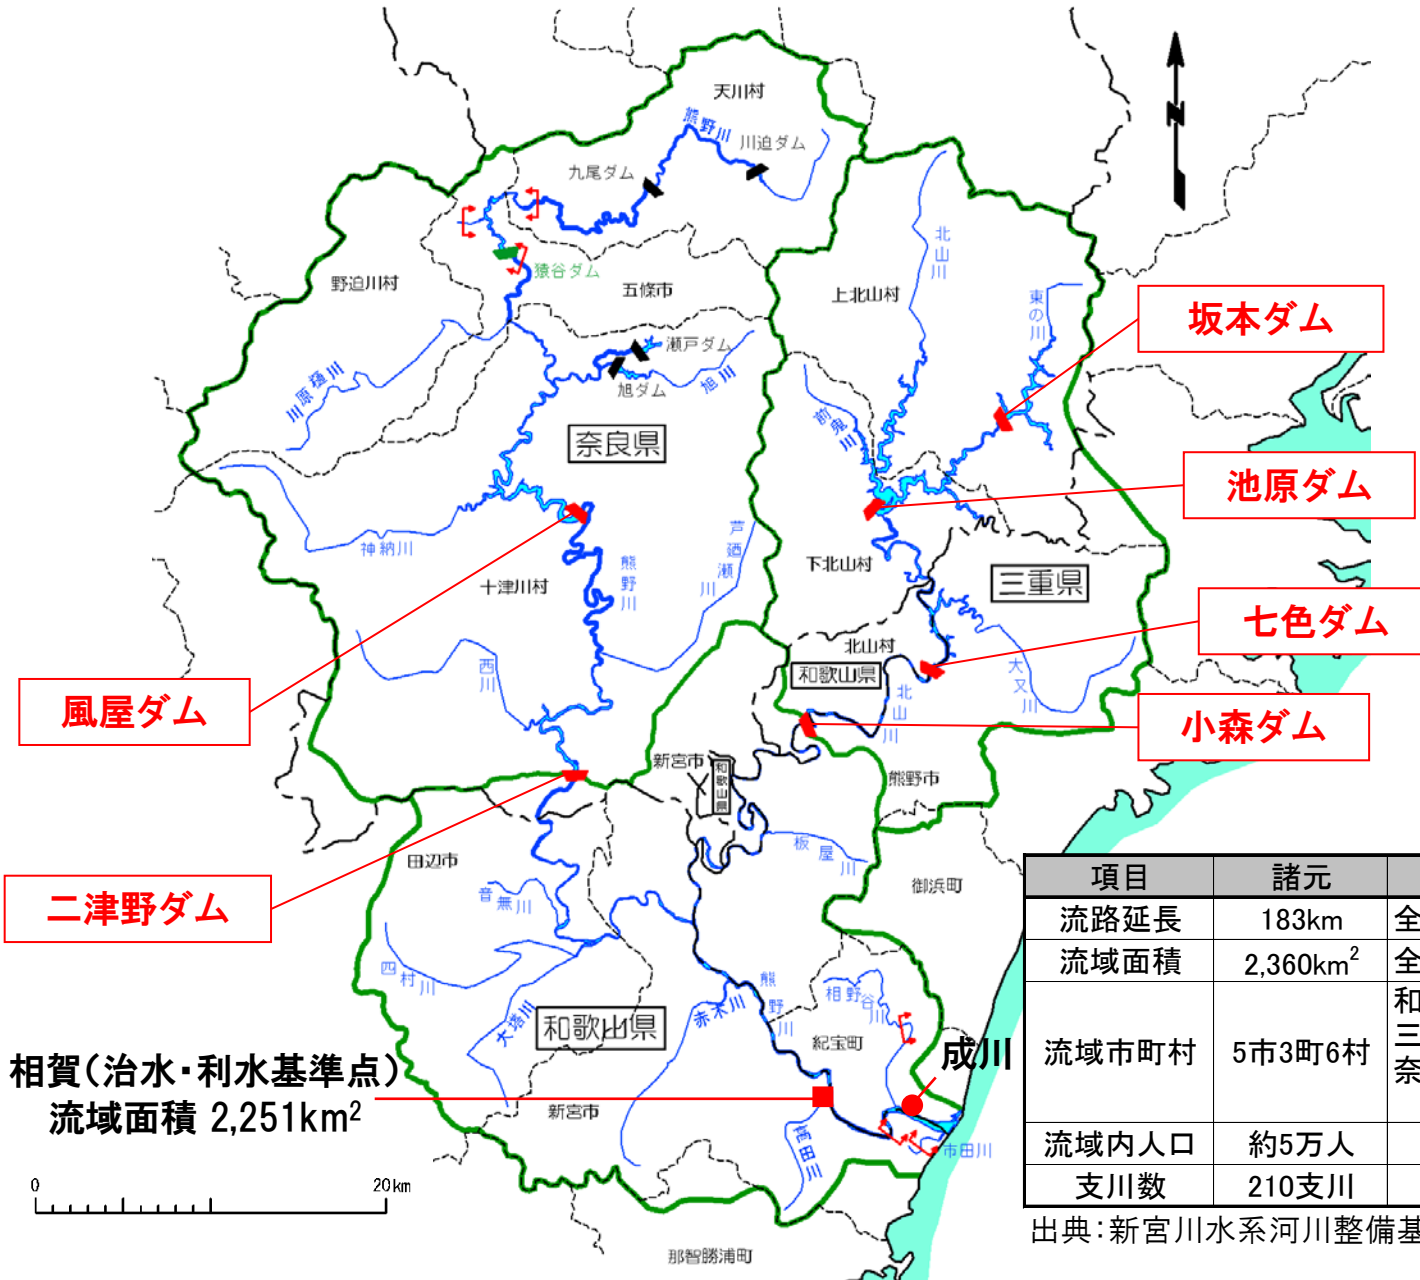 天川村
熊野川
川迫ダム
九尾ダム
N
北山川
猿谷ダム
野迫川村
五條市
上北山村
東の川
坂本ダム
瀬戸ダム
旭川
旭ダム
川原樋川
前鬼川
奈良県
池原ダム
神納川
十津川村
熊野川
芦廼瀬川
下北山村
三重県
七色ダム
北山村
和歌山県
大又川
西川
北山川
風屋ダム
小森ダム
新宮市
和歌山県
熊野市
田辺市
板屋川
二津野ダム
音無川
御浜町
四村川
大塔川
和歌山県
赤木川
熊野川
相野谷川
紀宝町
成川
相賀(治水・利水基準点)
流域面積 2,251km²
新宮市
高田川
市田川
0 20km
那智勝浦町
項目 諸元
流路延長 183km 全
流域面積 2,360km² 全
流域市町村 5市3町6村 和
三
奈
流域内人口 約5万人
支川数 210支川
出典:新宮川水系河川整備基